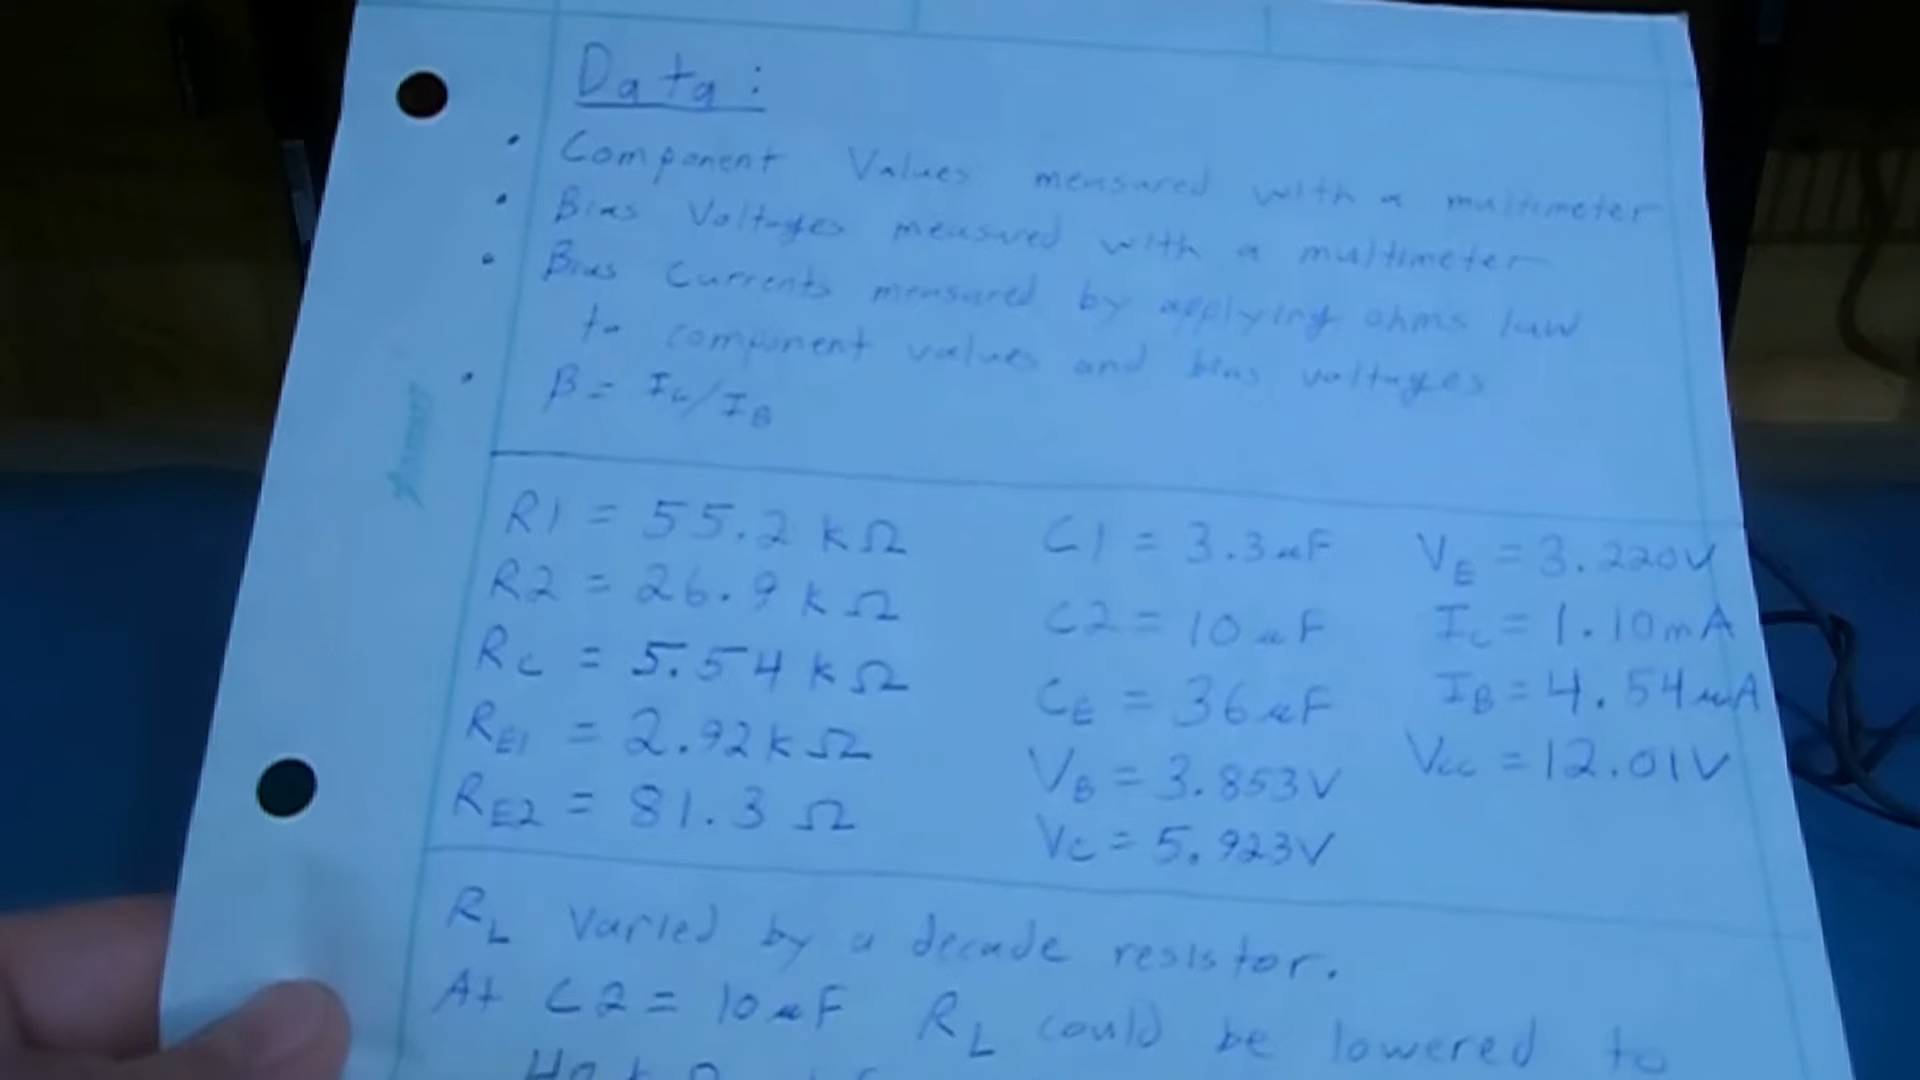 Data:
• Component Values measured with a multimeter
• Bias Voltages measured with a multimeter
• Bias Currents measured by applying ohms law
to component values and bias voltages
• β = Ic/IB
R1 = 55.2 kΩ
R2 = 26.9 kΩ
Rc = 5.54 kΩ
RE1 = 2.92 kΩ
RE2 = 81.3 Ω
C1 = 3.3 uF
C2 = 10 uF
CE = 36 uF
VB = 3.853V
Vc = 5.923V
VE = 3.220V
Ic = 1.10mA
IB = 4.54uA
Vcc = 12.01V
RL varied by a decade resistor.
At C2 = 10 uF RL could be lowered to